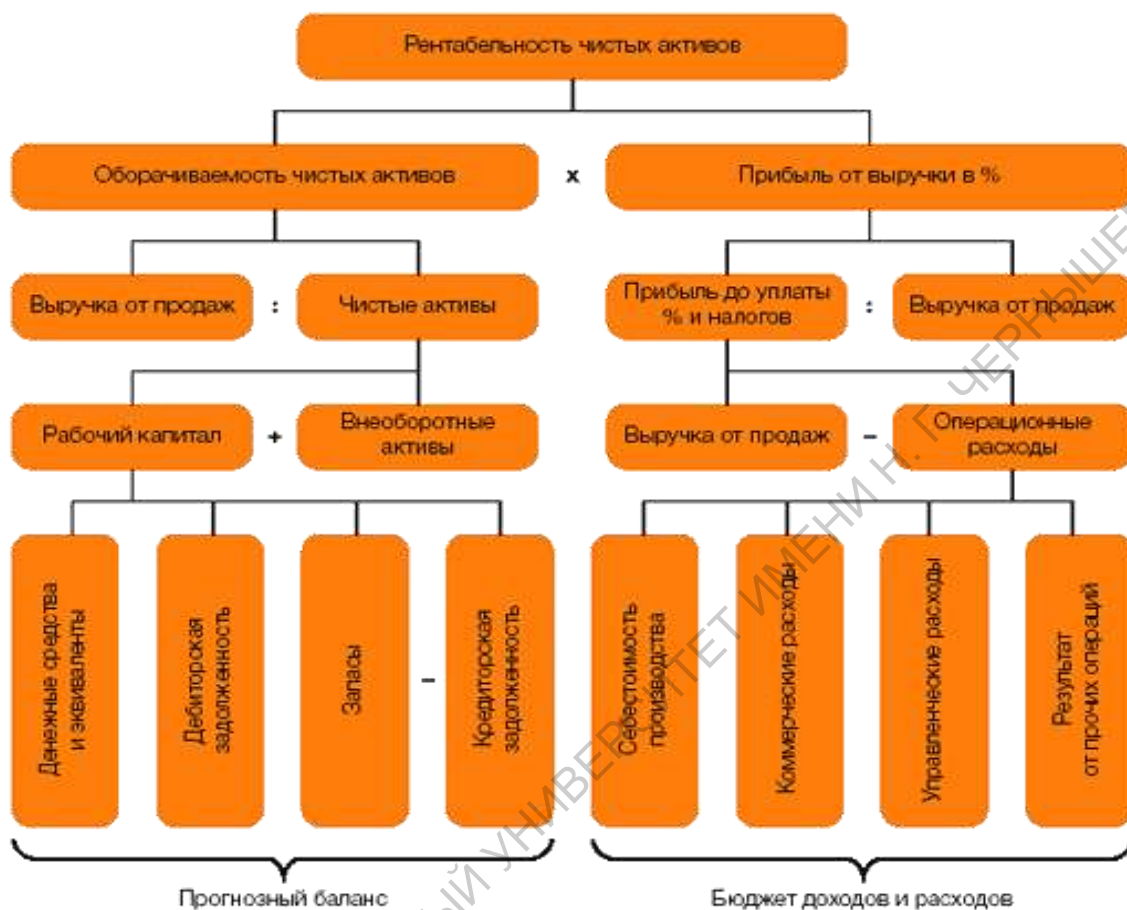 Рентабельность чистых активов
Оборачиваемость чистых активов
x
Прибыль от выручки в %
Выручка от продаж
:
Чистые активы
Прибыль до уплаты
% и налогов
:
Выручка от продаж
Рабочий капитал
+
Внеоборотные
активы
Выручка от продаж
–
Операционные
расходы
Денежные средства
и эквиваленты
Дебиторская
задолженность
Запасы
–
Кредиторская
задолженность
Себестоимость
производства
Коммерческие расходы
Управленческие расходы
Результат
от прочих операций
Прогнозный баланс
Бюджет доходов и расходов
ИМЕНИ Н. Г.